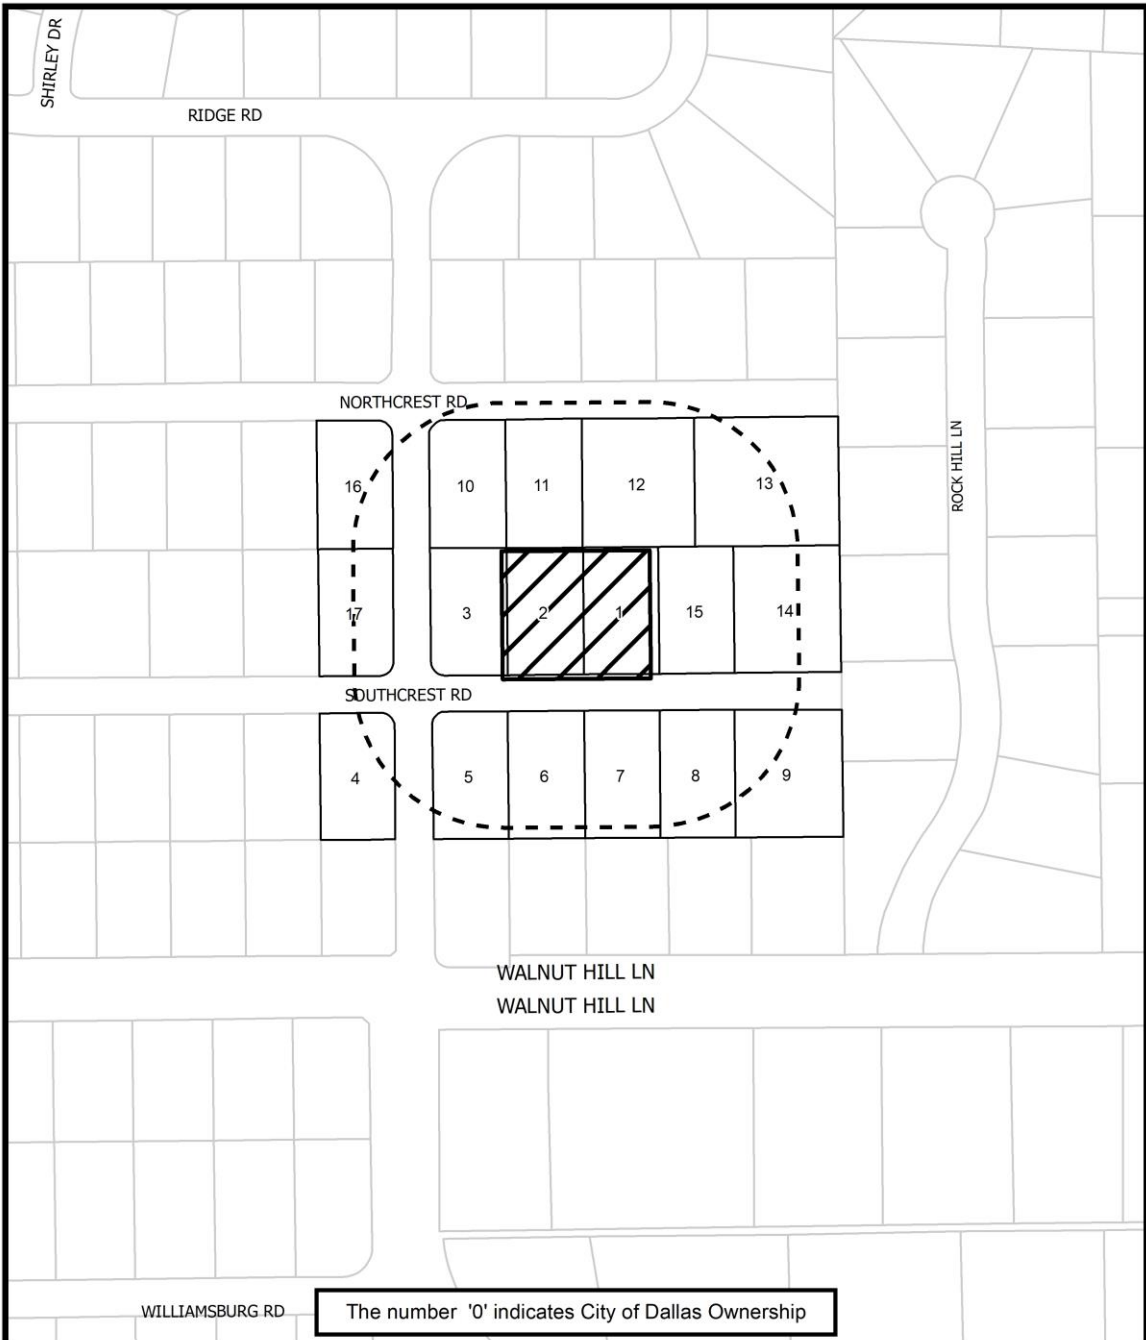 SHIRLEY DR
RIDGE RD
NORTHCREST RD
ROCK HILL LN
16
10
11
12
13
17
3
2
1
15
14
SOUTHCREST RD
4
5
6
7
8
9
WALNUT HILL LN
WALNUT HILL LN
WILLIAMSBURG RD
The number '0' indicates City of Dallas Ownership